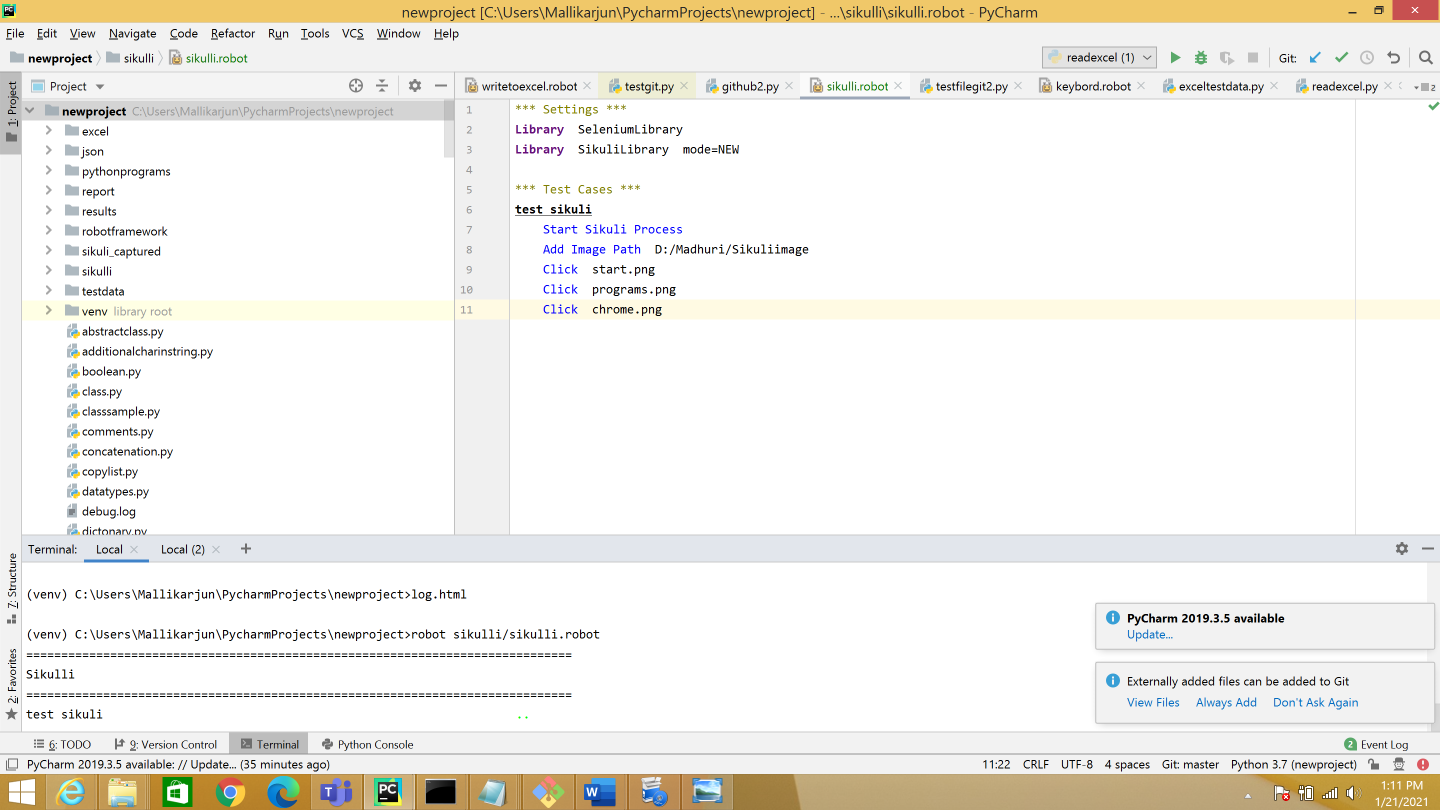 newproject [C:\Users\Mallikarjun\PycharmProjects\newproject] - ...\sikulli\sikulli.robot - PyCharm
File Edit View Navigate Code Refactor Run Tools VCS Window Help
newproject sikulli sikulli.robot readexcel (1) Git:
1: Project
Project
writetoexcel.robot testgit.py github2.py sikulli.robot testfilegit2.py keybord.robot exceltestdata.py readexcel.py 2
newproject C:\Users\Mallikarjun\PycharmProjects\newproject
excel
json
pythonprograms
report
results
robotframework
sikuli_captured
sikulli
testdata
venv library root
abstractclass.py
additionalcharinstring.py
boolean.py
class.py
classsample.py
comments.py
concatenation.py
copylist.py
datatypes.py
debug.log
dictonary.py
1 *** Settings ***
2 Library SeleniumLibrary
3 Library SikuliLibrary mode=NEW
4
5 *** Test Cases ***
6 test sikuli
7 Start Sikuli Process
8 Add Image Path D:/Madhuri/Sikuliimage
9 Click start.png
10 Click programs.png
11 Click chrome.png
7: Structure
2: Favorites
Terminal: Local Local (2) +
(venv) C:\Users\Mallikarjun\PycharmProjects\newproject>log.html
(venv) C:\Users\Mallikarjun\PycharmProjects\newproject>robot sikulli/sikulli.robot
==============================================================================
Sikulli
==============================================================================
test sikuli ..
PyCharm 2019.3.5 available
Update...
Externally added files can be added to Git
View Files Always Add Don't Ask Again
6: TODO 9: Version Control Terminal Python Console 2 Event Log
PyCharm 2019.3.5 available: // Update... (35 minutes ago) 11:22 CRLF UTF-8 4 spaces Git: master Python 3.7 (newproject)
1:11 PM
1/21/2021